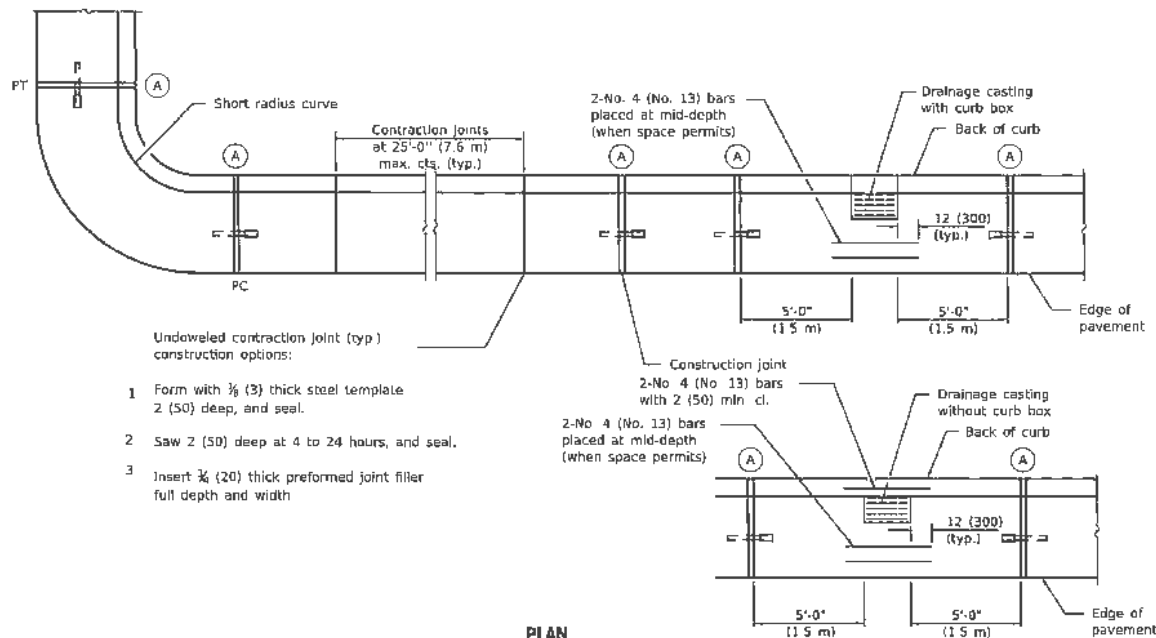 PT
A
Short radius curve
Contraction joints
at 25'-0" (7.6 m)
max. cts. (typ.)
2-No. 4 (No. 13) bars
placed at mid-depth
(when space permits)
Drainage casting
with curb box
Back of curb
A
A
A
A
12 (300)
(typ.)
PC
5'-0"
(1 5 m)
5'-0"
(1.5 m)
Edge of
pavement
Undoweled contraction joint (typ )
construction options:
1 Form with 1/8 (3) thick steel template
2 (50) deep, and seal.
2 Saw 2 (50) deep at 4 to 24 hours, and seal.
3 Insert 3/4 (20) thick preformed joint filler
full depth and width
Construction joint
2-No 4 (No 13) bars
with 2 (50) min cl.
2-No 4 (No. 13) bars
placed at mid-depth
(when space permits)
Drainage casting
without curb box
Back of curb
A
A
12 (300)
(typ.)
5'-0"
(1 5 m)
5'-0"
(1 5 m)
Edge of
pavement
PLAN